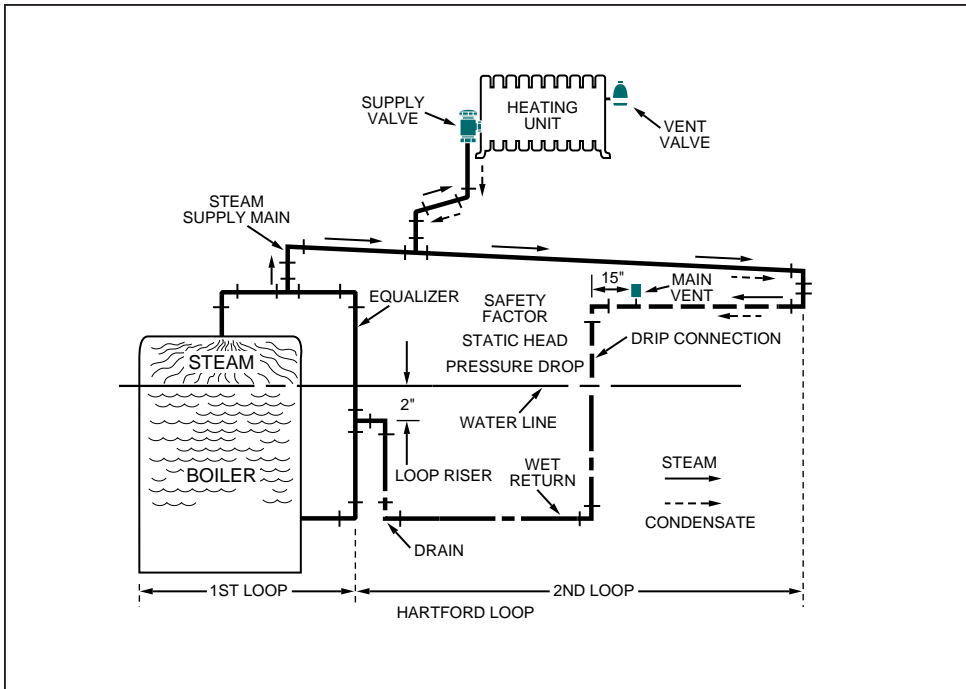 SUPPLY
VALVE
HEATING
UNIT
VENT
VALVE
STEAM
SUPPLY MAIN
15"
MAIN
VENT
EQUALIZER
SAFETY
FACTOR
STATIC HEAD
PRESSURE DROP
DRIP CONNECTION
STEAM
2"
WATER LINE
BOILER
LOOP RISER
WET
RETURN
STEAM
CONDENSATE
DRAIN
1ST LOOP
2ND LOOP
HARTFORD LOOP